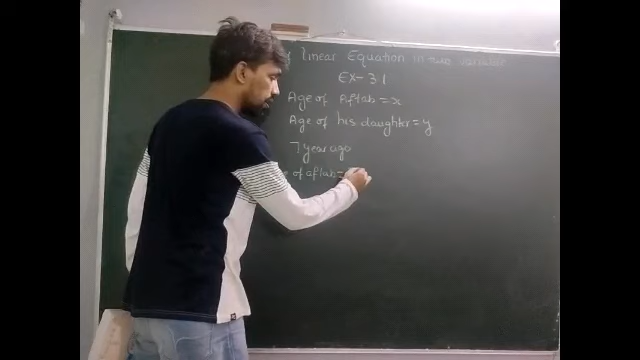 linear Equation in two variable
EX-3.1
Age of Aftab = x
Age of his daughter = y
7 year ago
of aftab =